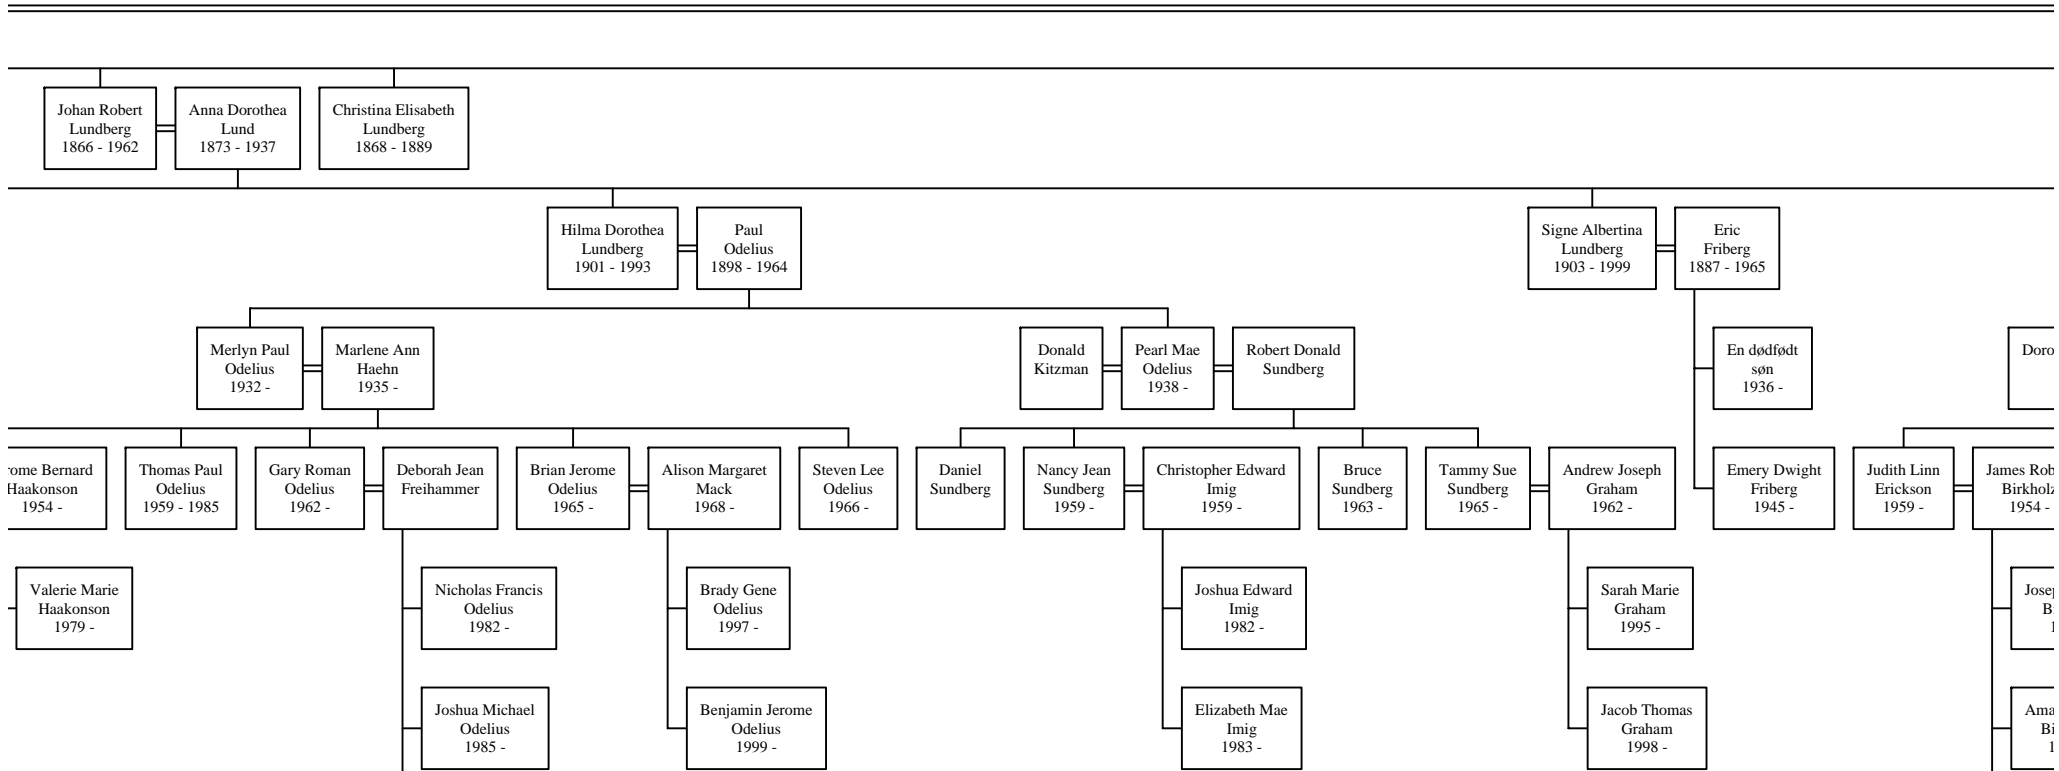 Johan Robert
Lundberg
1866 - 1962
Anna Dorothea
Lund
1873 - 1937
Christina Elisabeth
Lundberg
1868 - 1889
Hilma Dorothea
Lundberg
1901 - 1993
Paul
Odelius
1898 - 1964
Signe Albertina
Lundberg
1903 - 1999
Eric
Friberg
1887 - 1965
Merlyn Paul
Odelius
1932 -
Marlene Ann
Haehn
1935 -
Donald
Kitzman
Pearl Mae
Odelius
1938 -
Robert Donald
Sundberg
En dødfødt
søn
1936 -
Bernard
Haakonson
1954 -
Thomas Paul
Odelius
1959 - 1985
Gary Roman
Odelius
1962 -
Deborah Jean
Freihammer
Brian Jerome
Odelius
1965 -
Alison Margaret
Mack
1968 -
Steven Lee
Odelius
1966 -
Daniel
Sundberg
Nancy Jean
Sundberg
1959 -
Christopher Edward
Imig
1959 -
Bruce
Sundberg
1963 -
Tammy Sue
Sundberg
1965 -
Andrew Joseph
Graham
1962 -
Emery Dwight
Friberg
1945 -
Judith Linn
Erickson
1959 -
James
Birkholz
1954 -
Valerie Marie
Haakonson
1979 -
Nicholas Francis
Odelius
1982 -
Brady Gene
Odelius
1997 -
Joshua Edward
Imig
1982 -
Sarah Marie
Graham
1995 -
Joshua Michael
Odelius
1985 -
Benjamin Jerome
Odelius
1999 -
Elizabeth Mae
Imig
1983 -
Jacob Thomas
Graham
1998 -